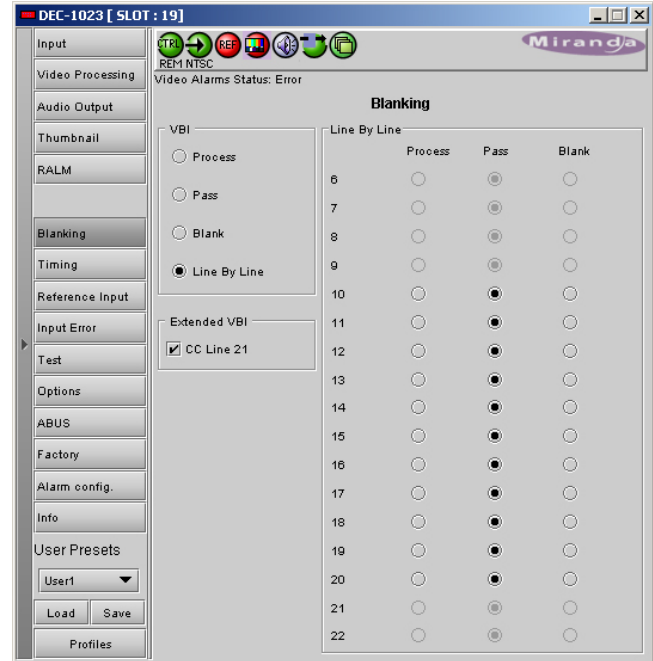 DEC-1023 [ SLOT : 19]
Input
Video Processing
Audio Output
Thumbnail
RALM
Blanking
Timing
Reference Input
Input Error
Test
Options
ABUS
Factory
Alarm config.
Info
User Presets
User1
Load Save
Profiles
CTRL REF
REM NTSC
Miranda
Video Alarms Status: Error
Blanking
VBI
Process
Pass
Blank
Line By Line
Extended VBI
CC Line 21
Line By Line
Process Pass Blank
6
7
8
9
10
11
12
13
14
15
16
17
18
19
20
21
22